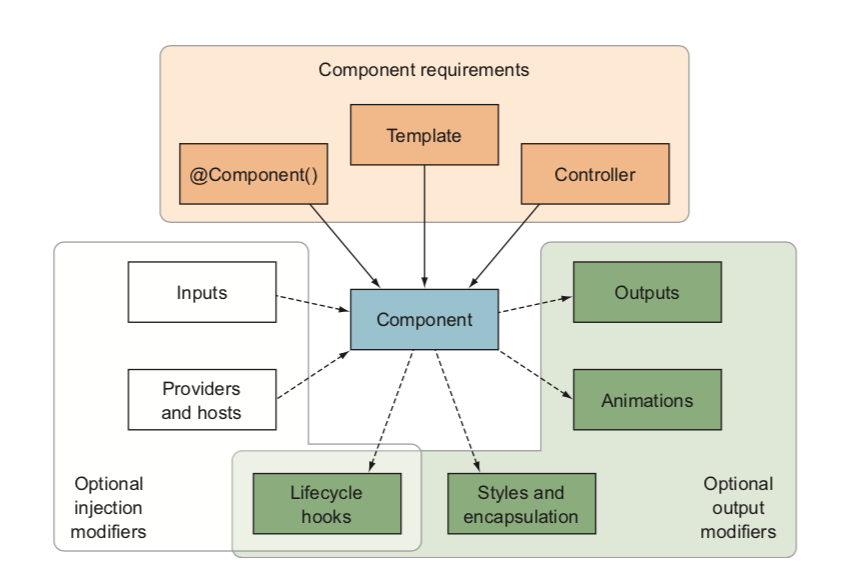 Component requirements
Template
@Component()
Controller
Inputs
Component
Outputs
Providers
and hosts
Animations
Optional
injection
modifiers
Lifecycle
hooks
Styles and
encapsulation
Optional
output
modifiers